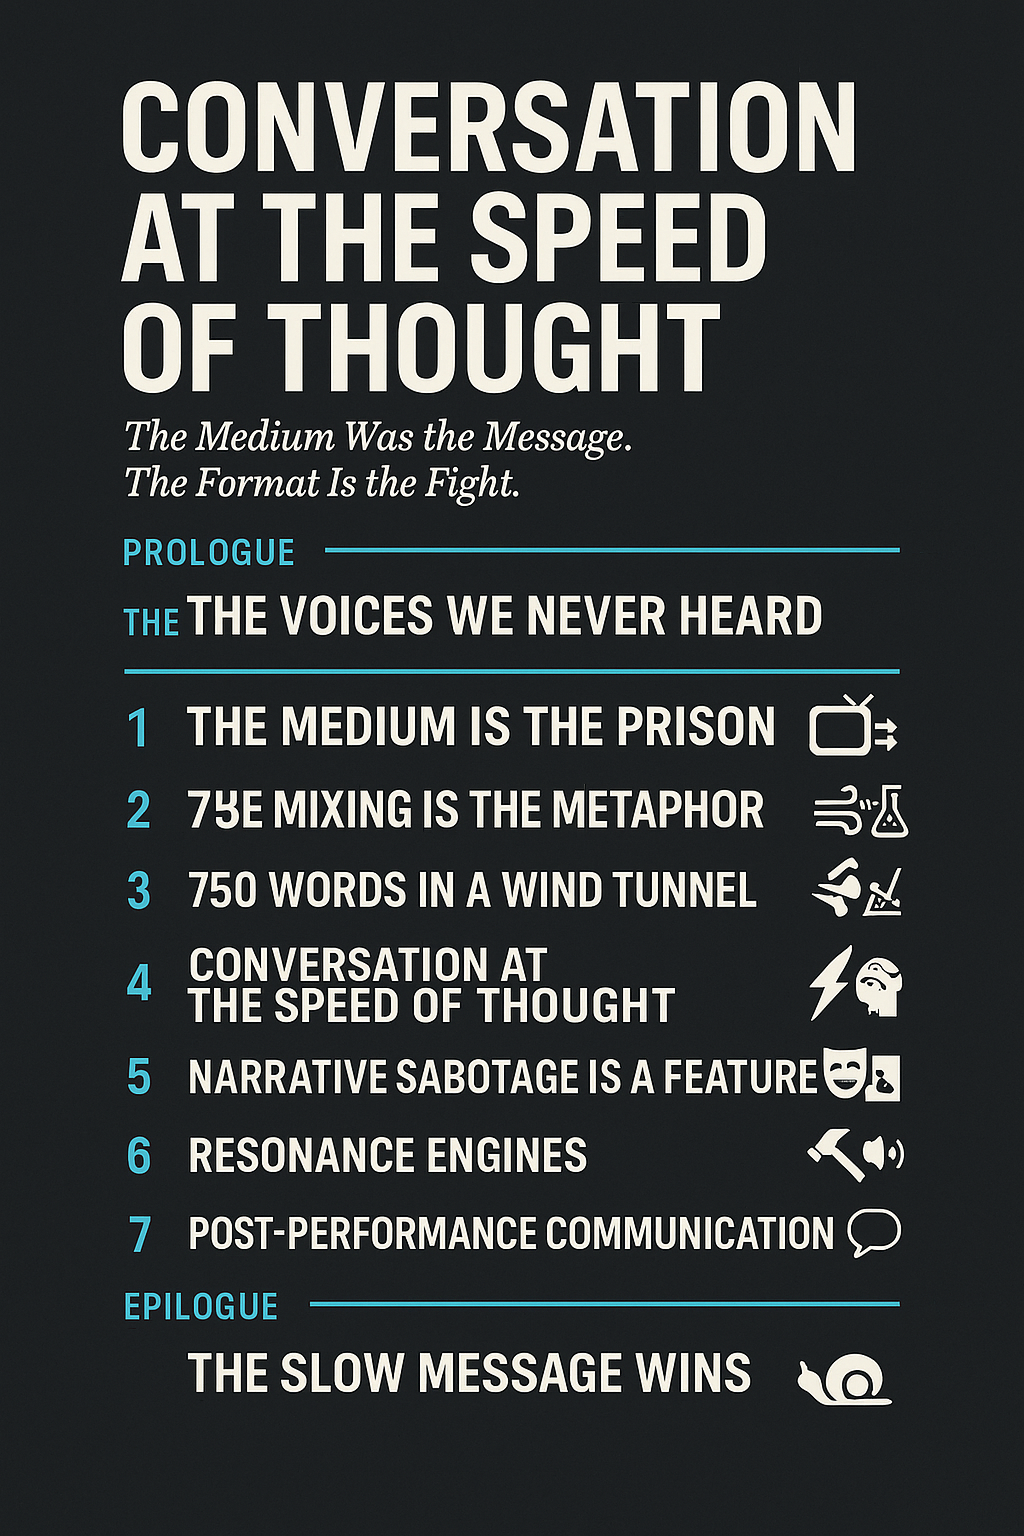 CONVERSATION
AT THE SPEED
OF THOUGHT
The Medium Was the Message.
The Format Is the Fight.
PROLOGUE
THE THE VOICES WE NEVER HEARD
1 THE MEDIUM IS THE PRISON
2 MIXING IS THE METAPHOR
3 750 WORDS IN A WIND TUNNEL
4 CONVERSATION AT
THE SPEED OF THOUGHT
5 NARRATIVE SABOTAGE IS A FEATURE
6 RESONANCE ENGINES
7 POST-PERFORMANCE COMMUNICATION
EPILOGUE
THE SLOW MESSAGE WINS